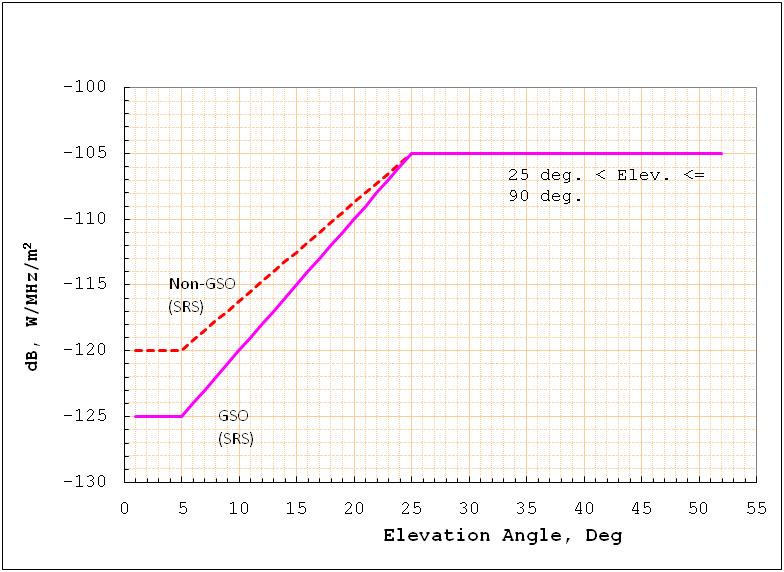 -100
-105
-110
-115
-120
-125
-130
dB, W/MHz/m²
25 deg. < Elev. <=
90 deg.
Non-GSO
(SRS)
GSO
(SRS)
0 5 10 15 20 25 30 35 40 45 50 55
Elevation Angle, Deg